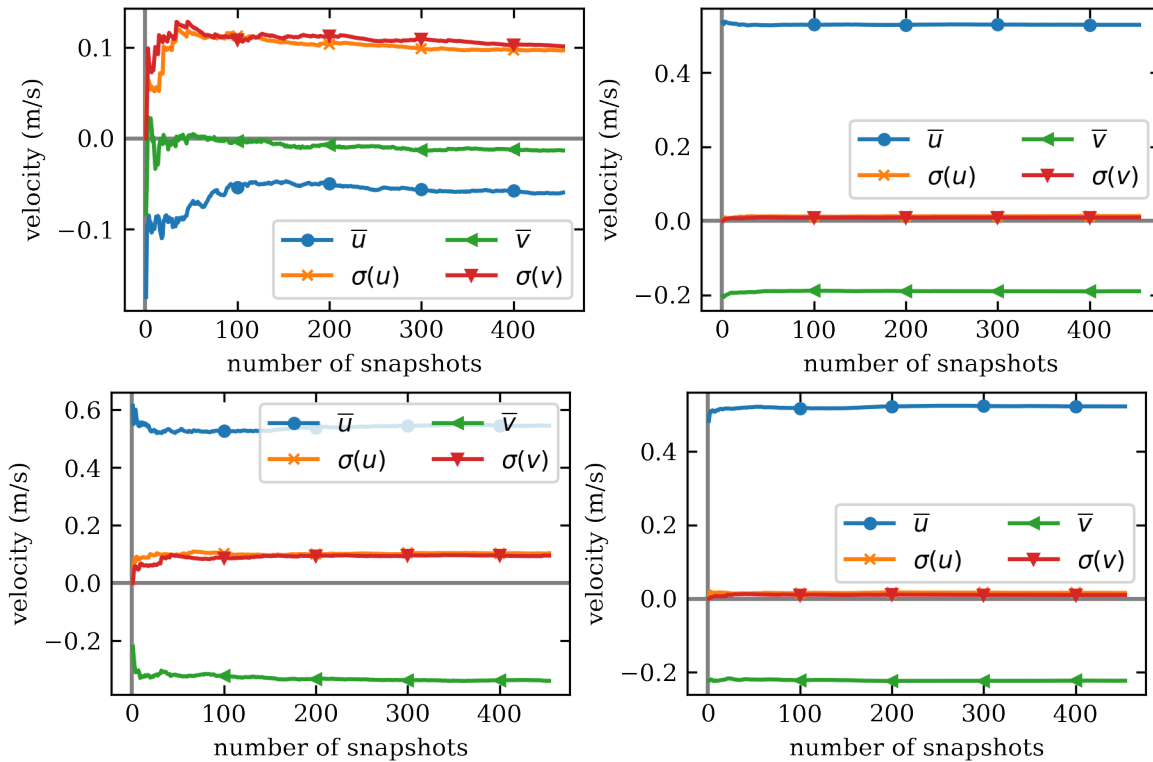 velocity (m/s)
0.1
0.0
−0.1
u̅ v̅
σ(u) σ(v)
0 100 200 300 400
number of snapshots
velocity (m/s)
0.4
0.2
0.0
−0.2
u̅ v̅
σ(u) σ(v)
0 100 200 300 400
number of snapshots
velocity (m/s)
0.6
0.4
0.2
0.0
−0.2
u̅ v̅
σ(u) σ(v)
0 100 200 300 400
number of snapshots
velocity (m/s)
0.4
0.2
0.0
−0.2
u̅ v̅
σ(u) σ(v)
0 100 200 300 400
number of snapshots